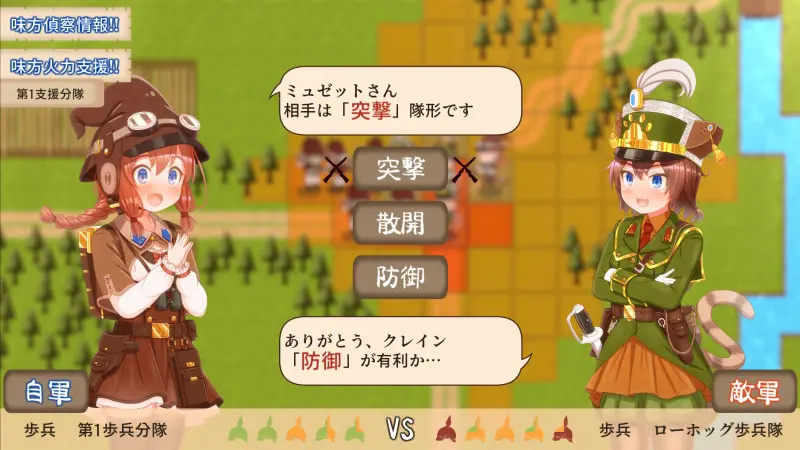 味方偵察情報!!
味方火力支援!!
第1支援分隊
ミュゼットさん
相手は「突撃」隊形です
突撃
散開
防御
ありがとう、クレイン
「防御」が有利か…
自軍
敵軍
歩兵 第1歩兵分隊
VS
歩兵 ローホッグ歩兵隊